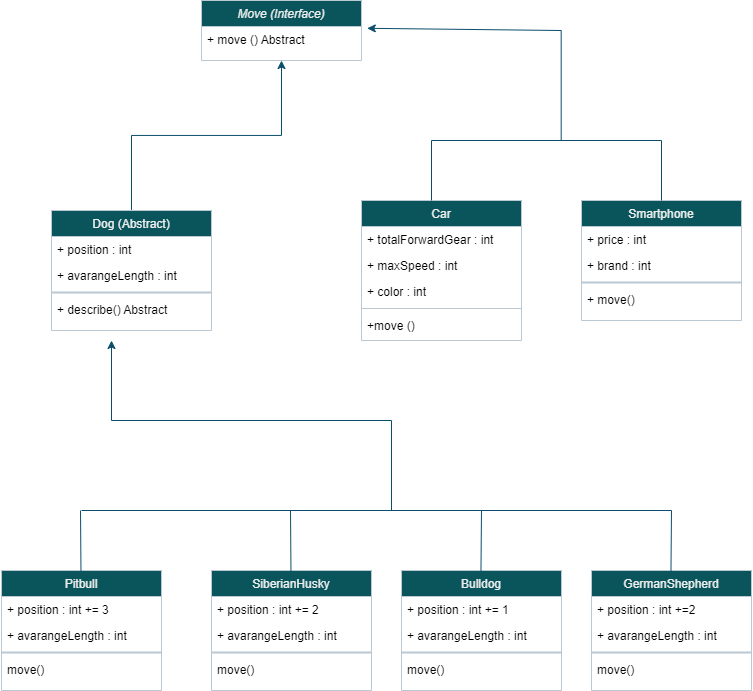 Move (Interface)
+ move () Abstract
Dog (Abstract)
+ position : int
+ avarangeLength : int
+ describe() Abstract
Car
+ totalForwardGear : int
+ maxSpeed : int
+ color : int
+move ()
Smartphone
+ price : int
+ brand : int
+ move()
Pitbull
+ position : int += 3
+ avarangeLength : int
move()
SiberianHusky
+ position : int += 2
+ avarangeLength : int
move()
Bulldog
+ position : int += 1
+ avarangeLength : int
move()
GermanShepherd
+ position : int +=2
+ avarangeLength : int
move()